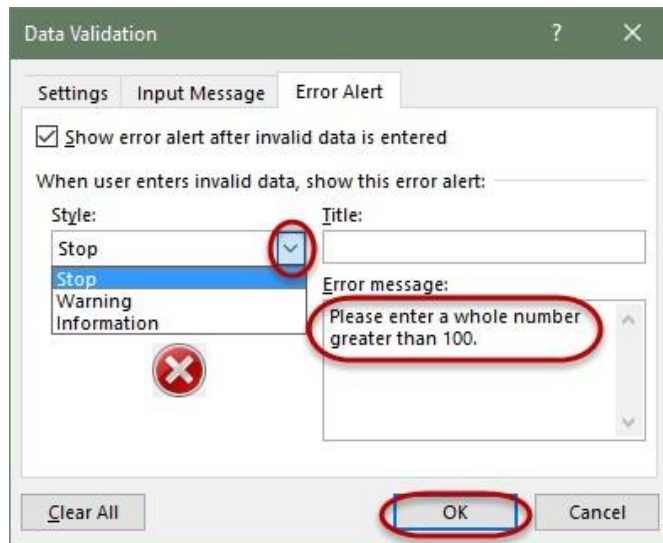 Data Validation ? ×
Settings Input Message Error Alert
Show error alert after invalid data is entered
When user enters invalid data, show this error alert:
Style: Title:
Stop
Stop
Warning
Information
Error message:
Please enter a whole number
greater than 100.
Clear All OK Cancel